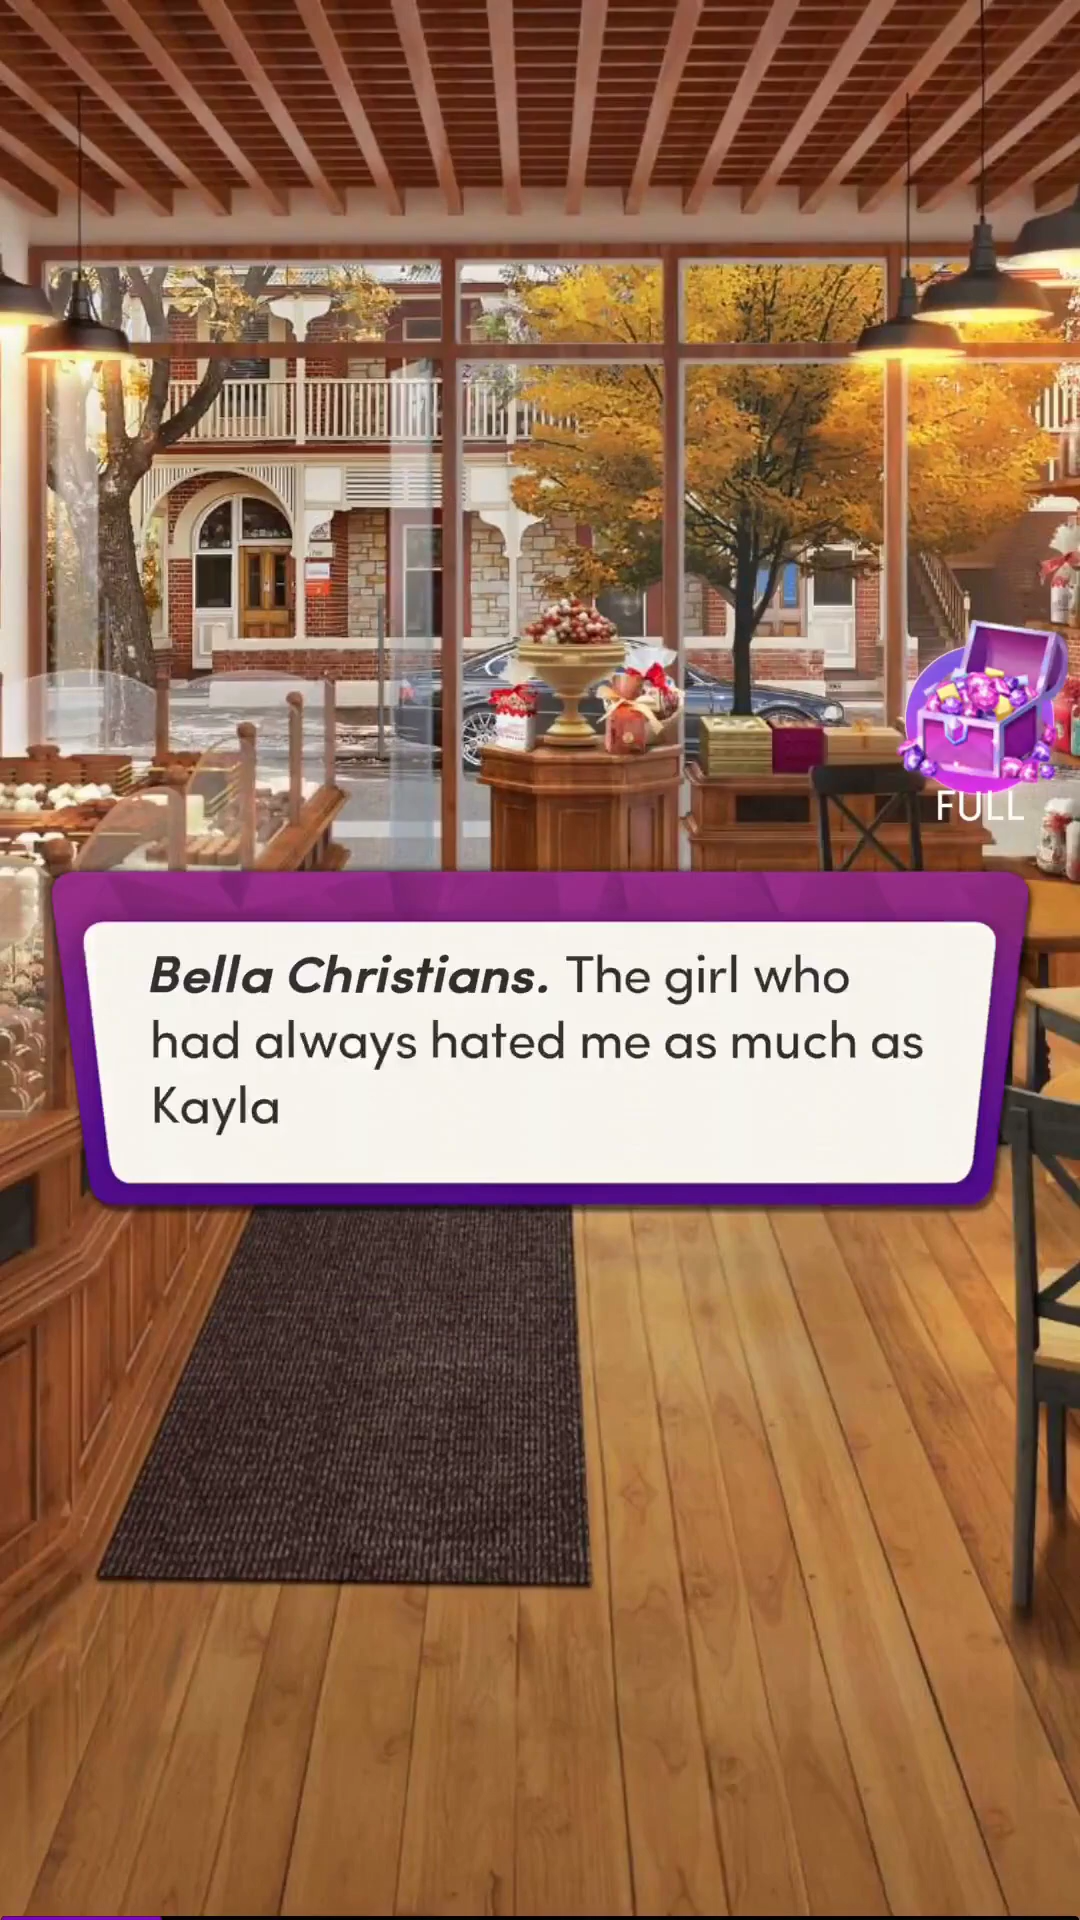 FULL
Bella Christians. The girl who
had always hated me as much as
Kayla